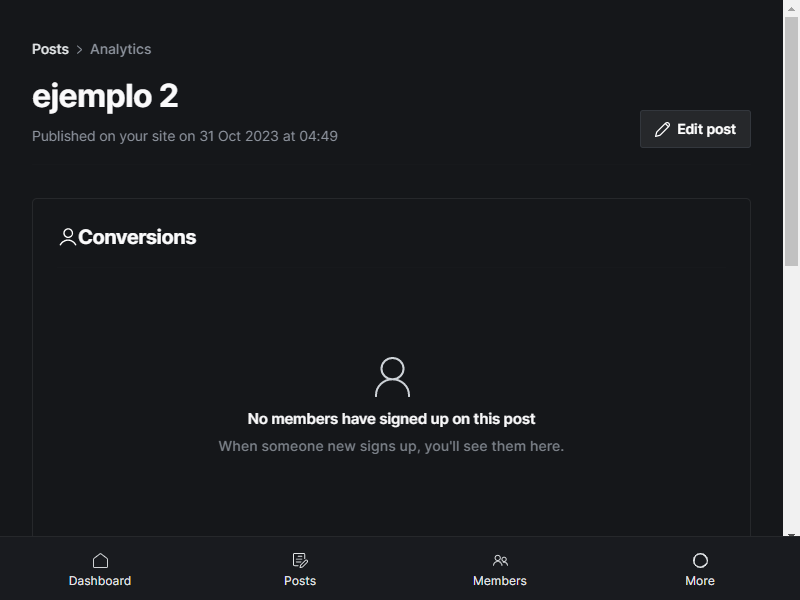 Posts > Analytics
ejemplo 2
Published on your site on 31 Oct 2023 at 04:49
Edit post
Conversions
No members have signed up on this post
When someone new signs up, you'll see them here.
Dashboard Posts Members More